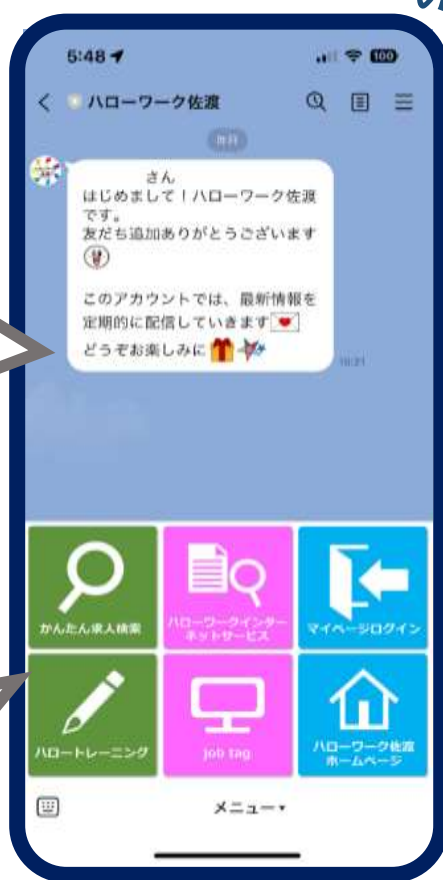 5:48
100
ハローワーク佐渡
さん
はじめまして！ハローワーク佐渡
です。
友だち追加ありがとうございます
このアカウントでは、最新情報を
定期的に配信していきます
どうぞお楽しみに
10:21
かんたん求人検索
ハローワークインター
ネットサービス
マイページログイン
ハロートレーニング
job tag
ハローワーク佐渡
ホームページ
メニュー▾